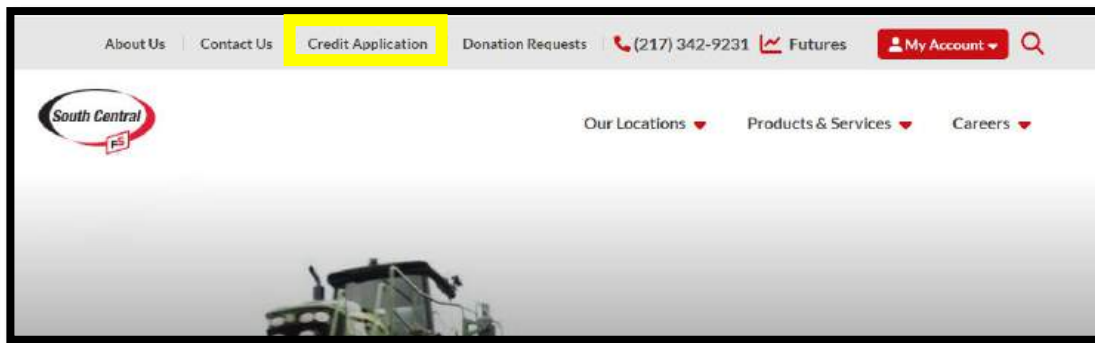 About Us Contact Us Credit Application Donation Requests (217) 342-9231 Futures My Account
South Central
FS
Our Locations Products & Services Careers